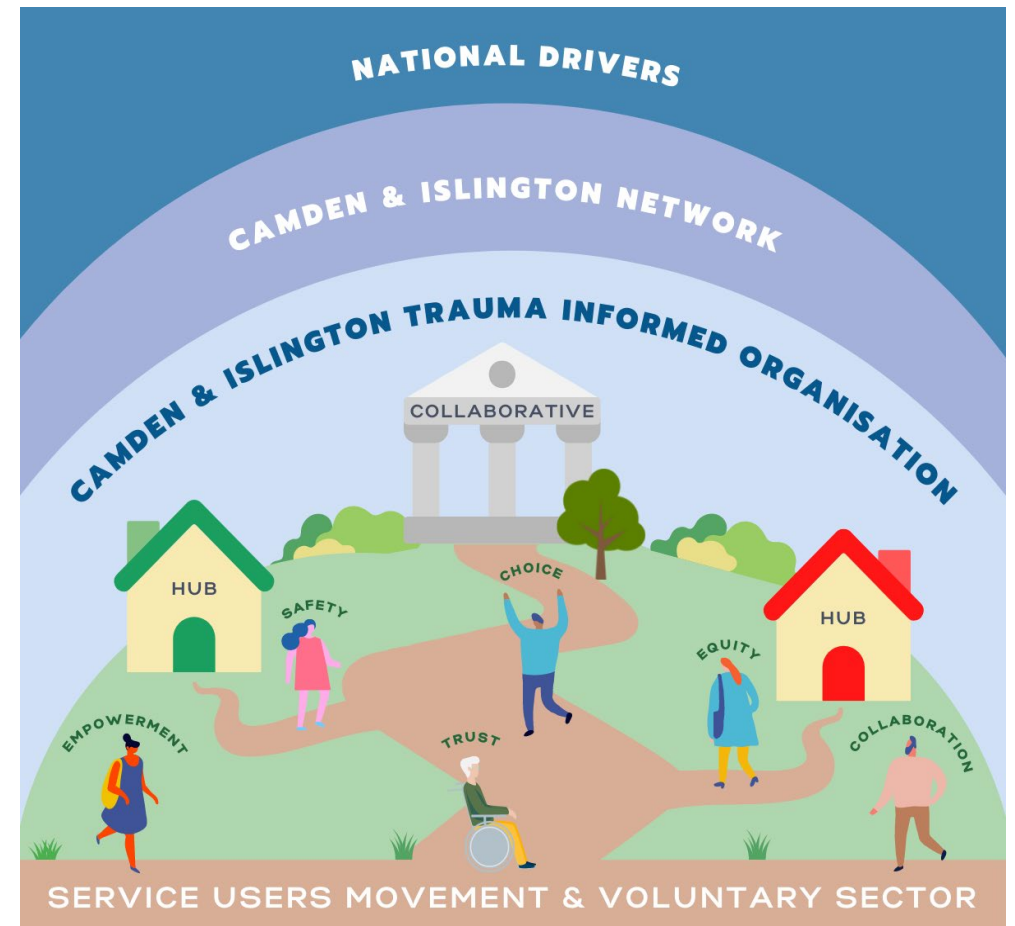 NATIONAL DRIVERS
CAMDEN & ISLINGTON NETWORK
CAMDEN & ISLINGTON TRAUMA INFORMED ORGANISATION
COLLABORATIVE
HUB
SAFETY
CHOICE
HUB
EQUITY
EMPOWERMENT
TRUST
COLLABORATION
SERVICE USERS MOVEMENT & VOLUNTARY SECTOR